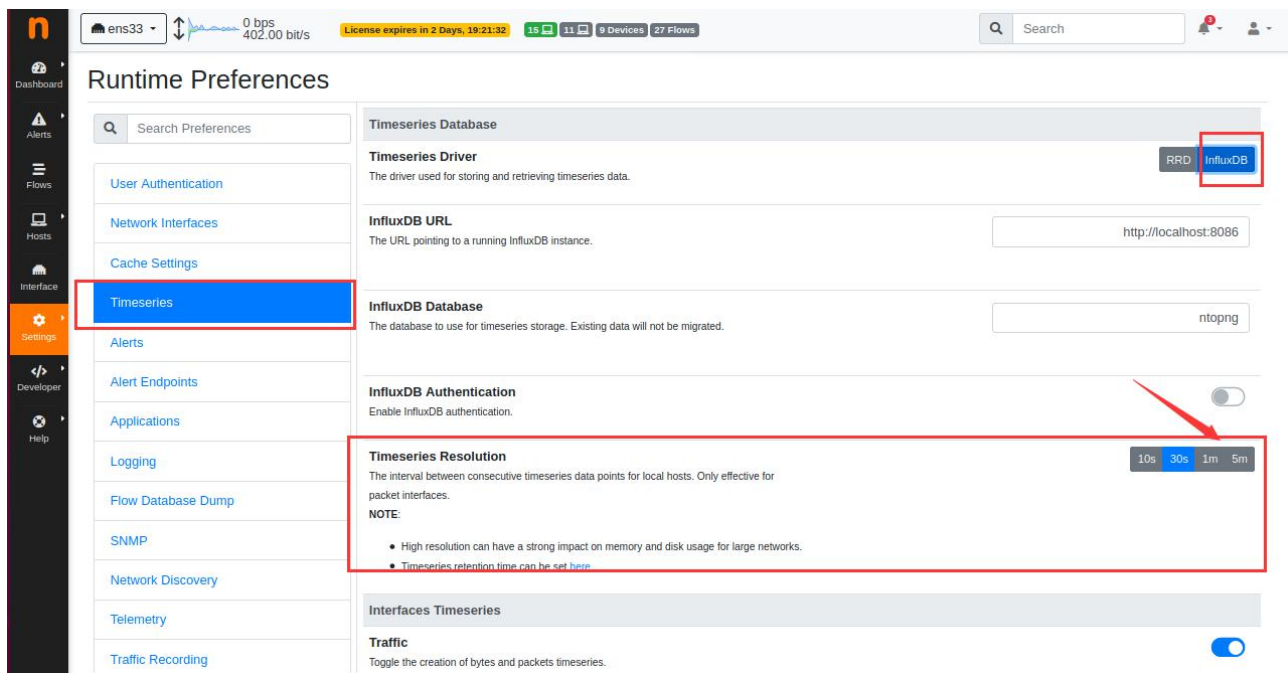 n
ens33
0 bps
402.00 bit/s
License expires in 2 Days, 19:21:32
15
11
9 Devices
27 Flows
Search
3
Dashboard
Alerts
Flows
Hosts
Interface
Settings
Developer
Help
Runtime Preferences
Search Preferences
User Authentication
Network Interfaces
Cache Settings
Timeseries
Alerts
Alert Endpoints
Applications
Logging
Flow Database Dump
SNMP
Network Discovery
Telemetry
Traffic Recording
Timeseries Database
Timeseries Driver
The driver used for storing and retrieving timeseries data.
RRD InfluxDB
InfluxDB URL
The URL pointing to a running InfluxDB instance.
http://localhost:8086
InfluxDB Database
The database to use for timeseries storage. Existing data will not be migrated.
ntopng
InfluxDB Authentication
Enable InfluxDB authentication.
Timeseries Resolution
The interval between consecutive timeseries data points for local hosts. Only effective for
packet interfaces.
10s 30s 1m 5m
NOTE:
• High resolution can have a strong impact on memory and disk usage for large networks.
• Timeseries retention time can be set here
Interfaces Timeseries
Traffic
Toggle the creation of bytes and packets timeseries.